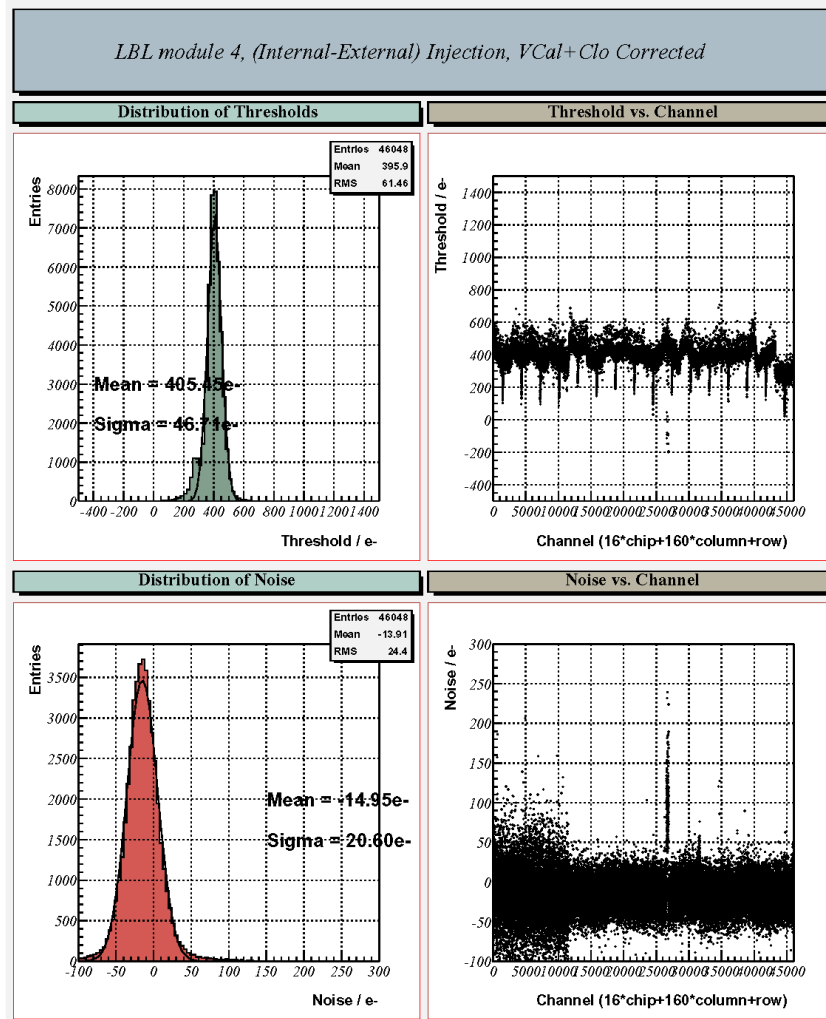 LBL module 4, (Internal-External) Injection, VCal+Clo Corrected
Distribution of Thresholds
Threshold vs. Channel
Entries 46048
Mean 395.9
RMS 61.46
Entries
8000
7000
6000
5000
4000
3000
2000
1000
0
Mean = 405.45e-
Sigma = 46.71e-
-400 -200 0 200 400 600 800 1000 1200 1400
Threshold / e-
Threshold / e-
1400
1200
1000
800
600
400
200
0
-200
-400
0 5000 10000 15000 20000 25000 30000 35000 40000 45000
Channel (16*chip+160*column+row)
Distribution of Noise
Noise vs. Channel
Entries 46048
Mean -13.91
RMS 24.4
Entries
3500
3000
2500
2000
1500
1000
500
0
Mean = -14.95e-
Sigma = 20.60e-
-100 -50 0 50 100 150 200 250 300
Noise / e-
Noise / e-
300
250
200
150
100
50
0
-50
-100
0 5000 10000 15000 20000 25000 30000 35000 40000 45000
Channel (16*chip+160*column+row)